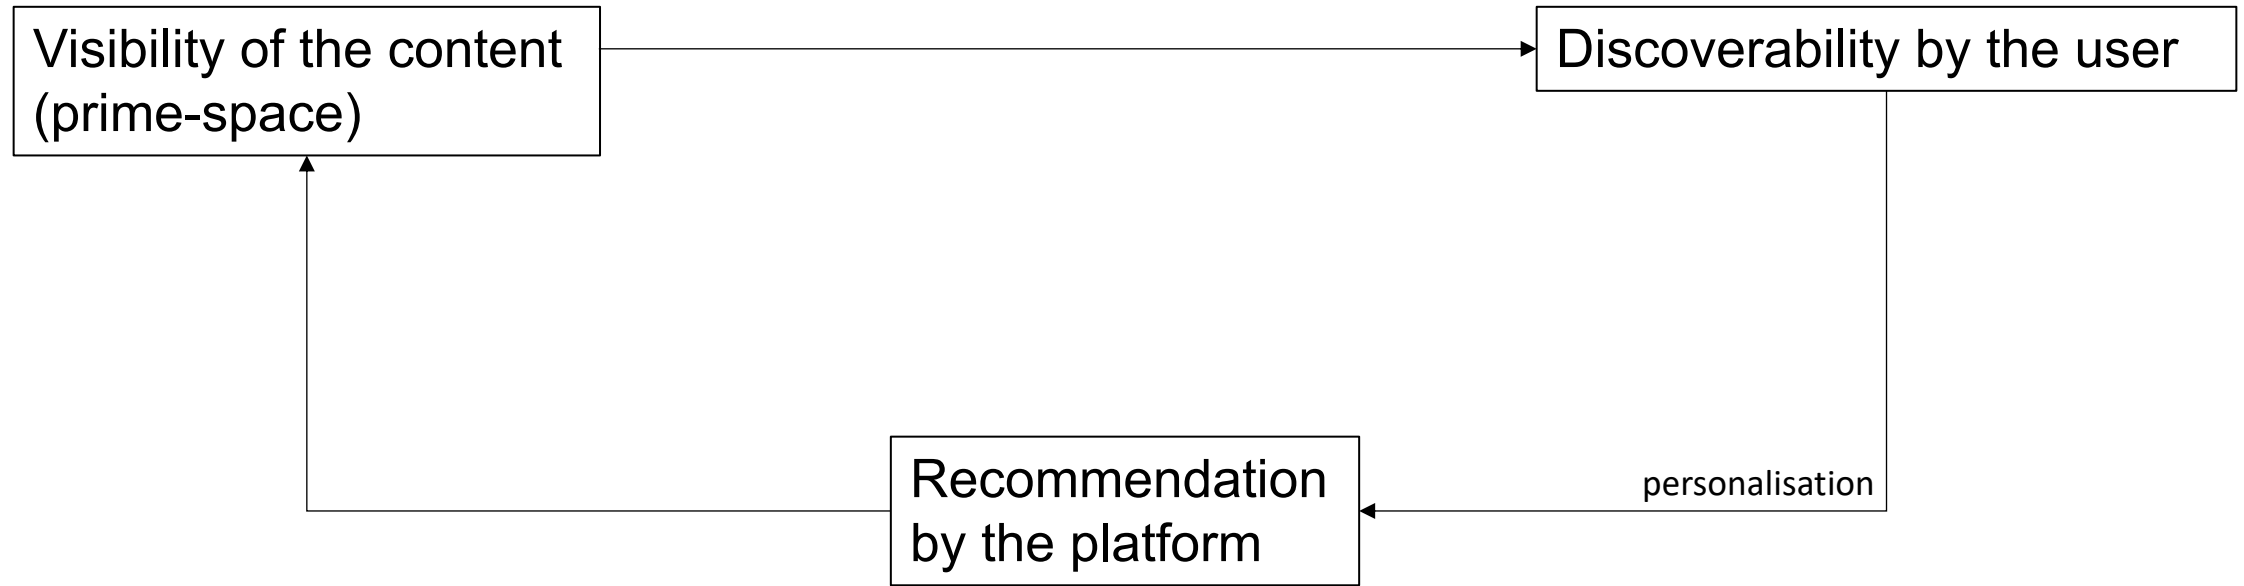 Visibility of the content
(prime-space)
Discoverability by the user
Recommendation
by the platform
personalisation